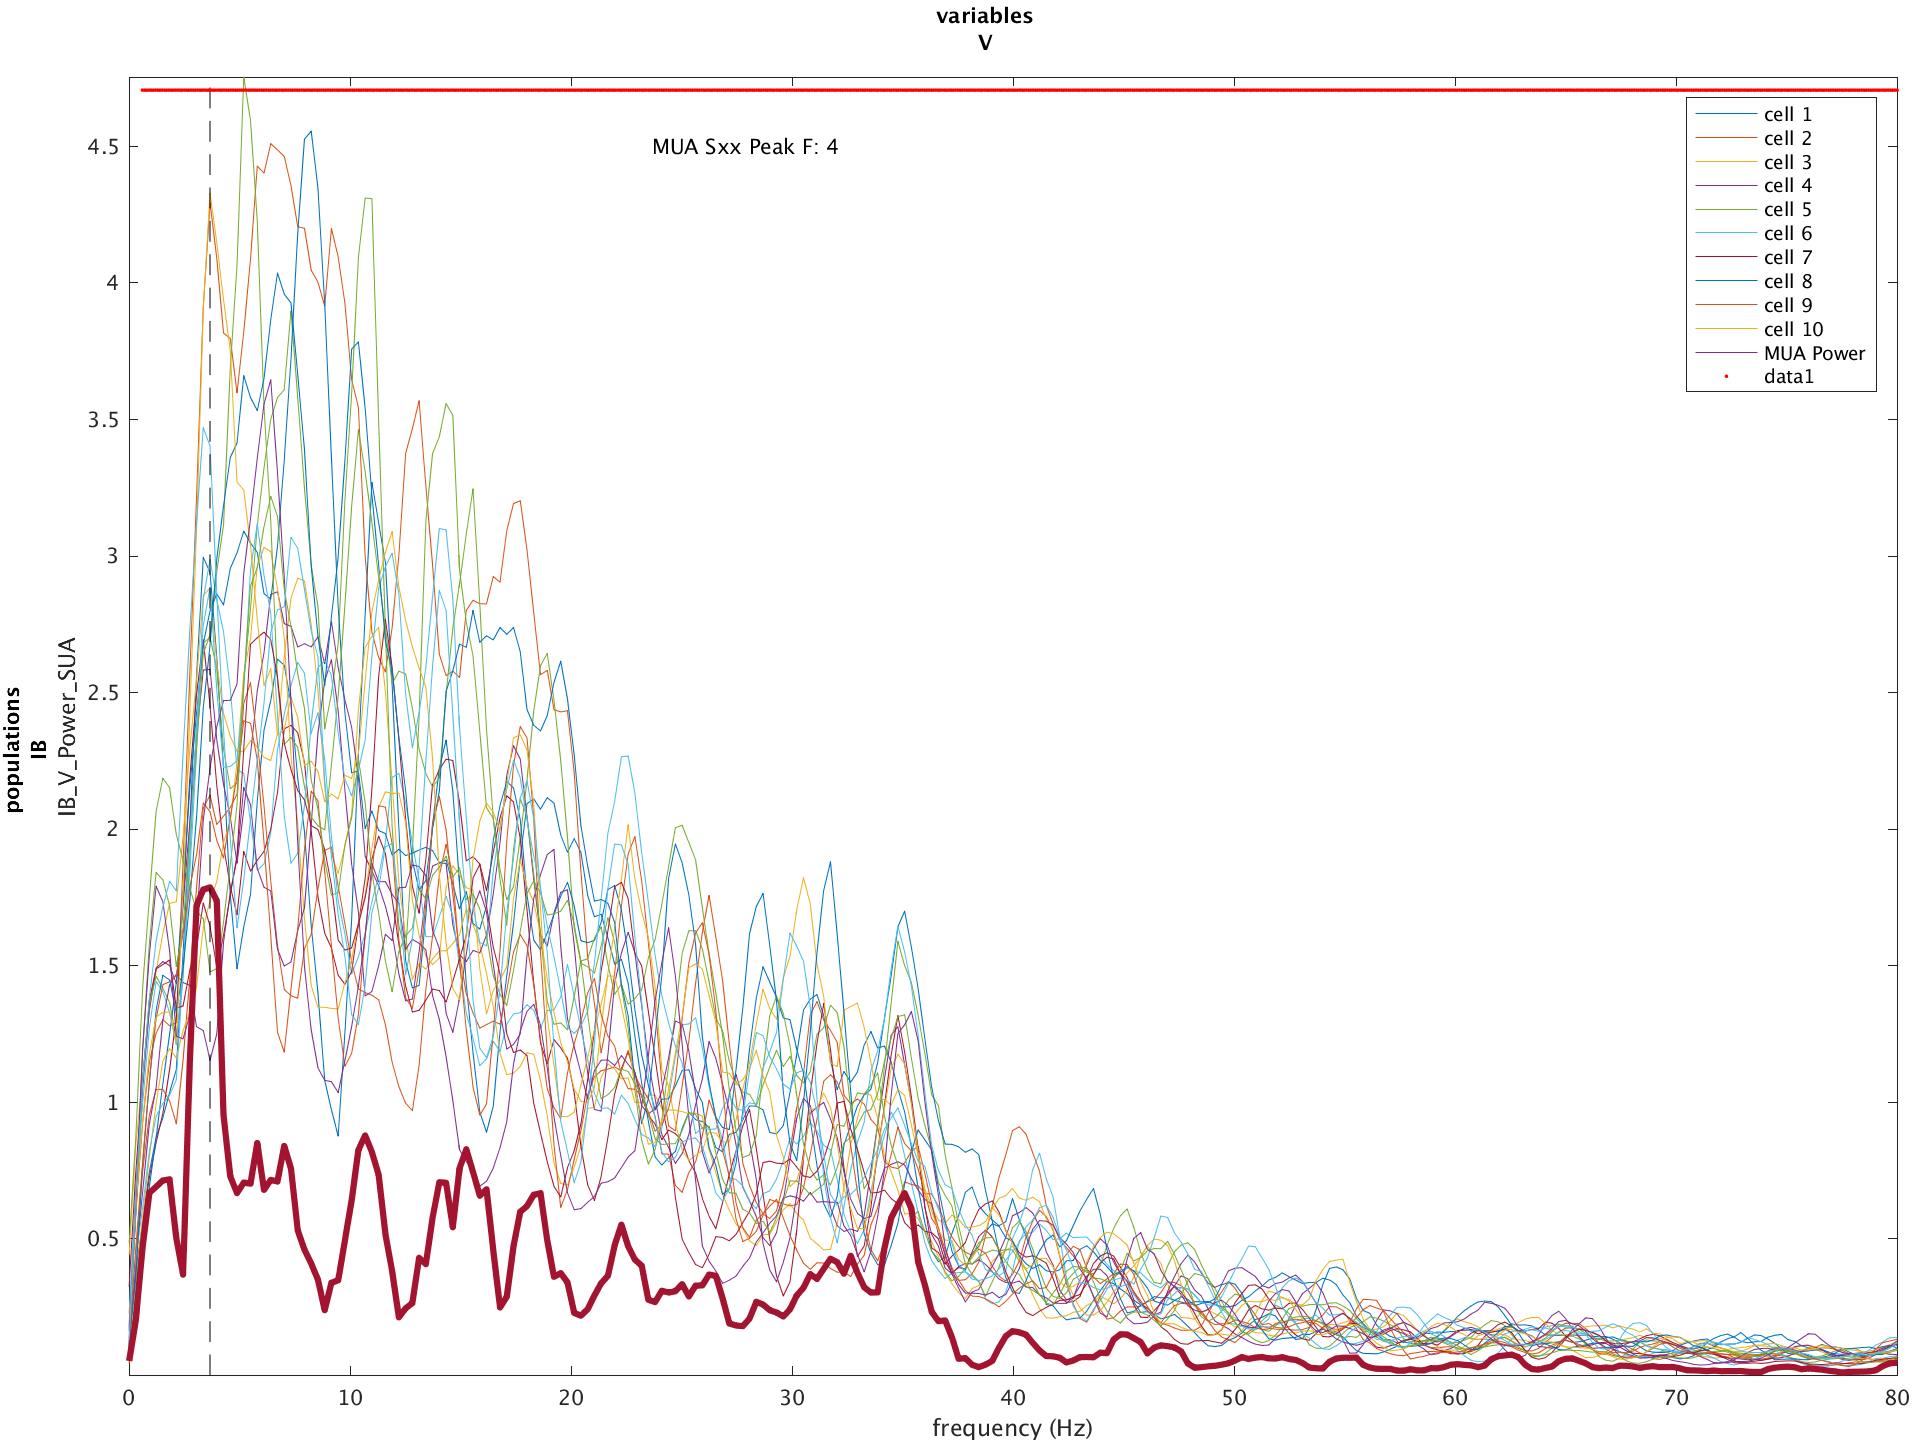 variables
V
MUA Sxx Peak F: 4
cell 1
cell 2
cell 3
cell 4
cell 5
cell 6
cell 7
cell 8
cell 9
cell 10
MUA Power
data1
populations
IB
IB_V_Power_SUA
4.5
4
3.5
3
2.5
2
1.5
1
0.5
0 10 20 30 40 50 60 70 80
frequency (Hz)